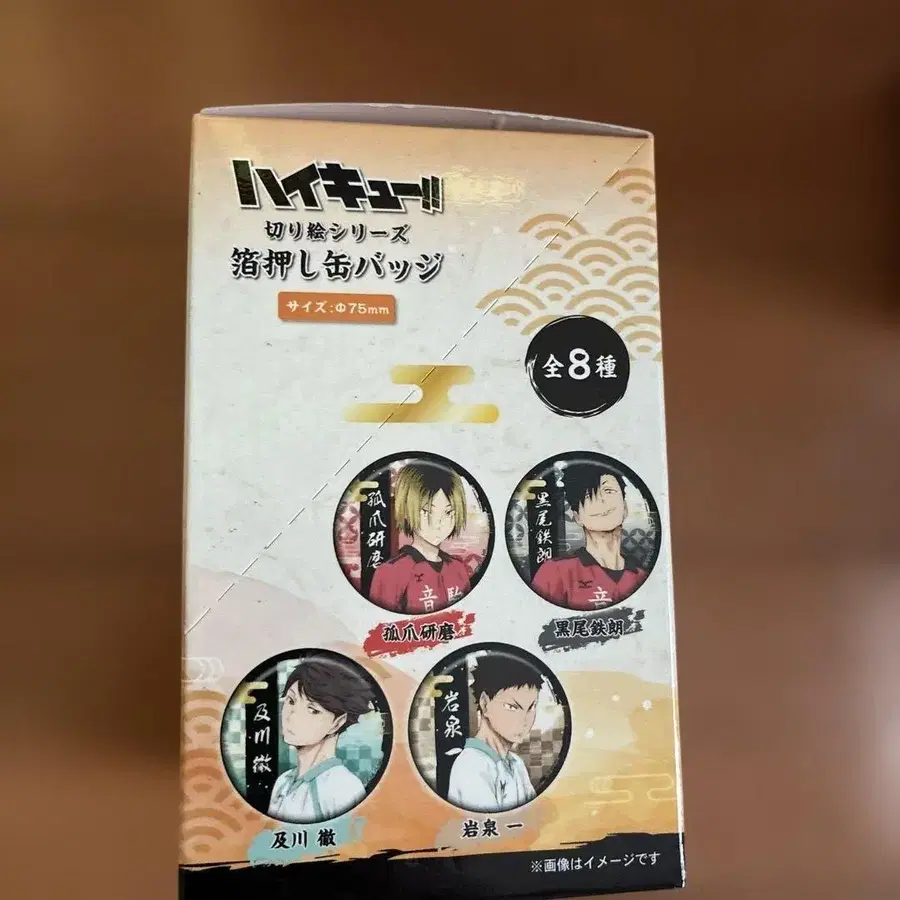 ハイキュー!!
切り絵シリーズ
箔押し缶バッジ
サイズ:Φ75mm
全8種
孤爪研磨
黒尾鉄朗
音駒
音
孤爪研磨
黒尾鉄朗
及川徹
岩泉一
及川 徹
岩泉 一
※画像はイメージです